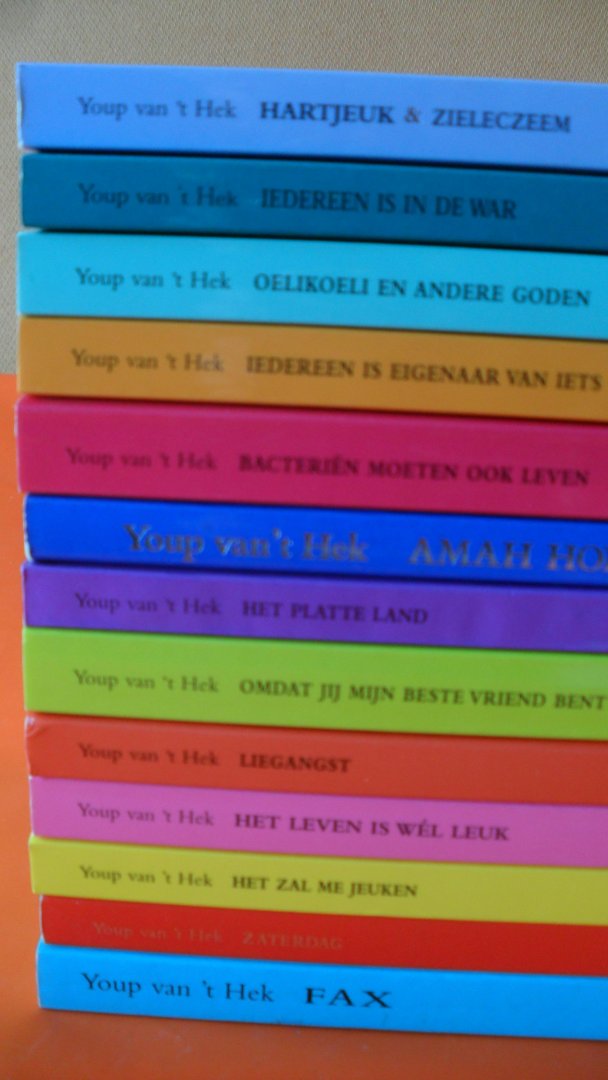 Youp van 't Hek HARTJEUK & ZIELECZEEM
Youp van 't Hek IEDEREEN IS IN DE WAR
Youp van 't Hek OELIKOELI EN ANDERE GODEN
Youp van 't Hek IEDEREEN IS EIGENAAR VAN IETS
Youp van 't Hek BACTERIËN MOETEN OOK LEVEN
Youp van 't Hek AMAH HO
Youp van 't Hek HET PLATTE LAND
Youp van 't Hek OMDAT JIJ MIJN BESTE VRIEND BENT
Youp van 't Hek LIEGANGST
Youp van 't Hek HET LEVEN IS WÉL LEUK
Youp van 't Hek HET ZAL ME JEUKEN
Youp van 't Hek ZATERDAG
Youp van 't Hek FAX